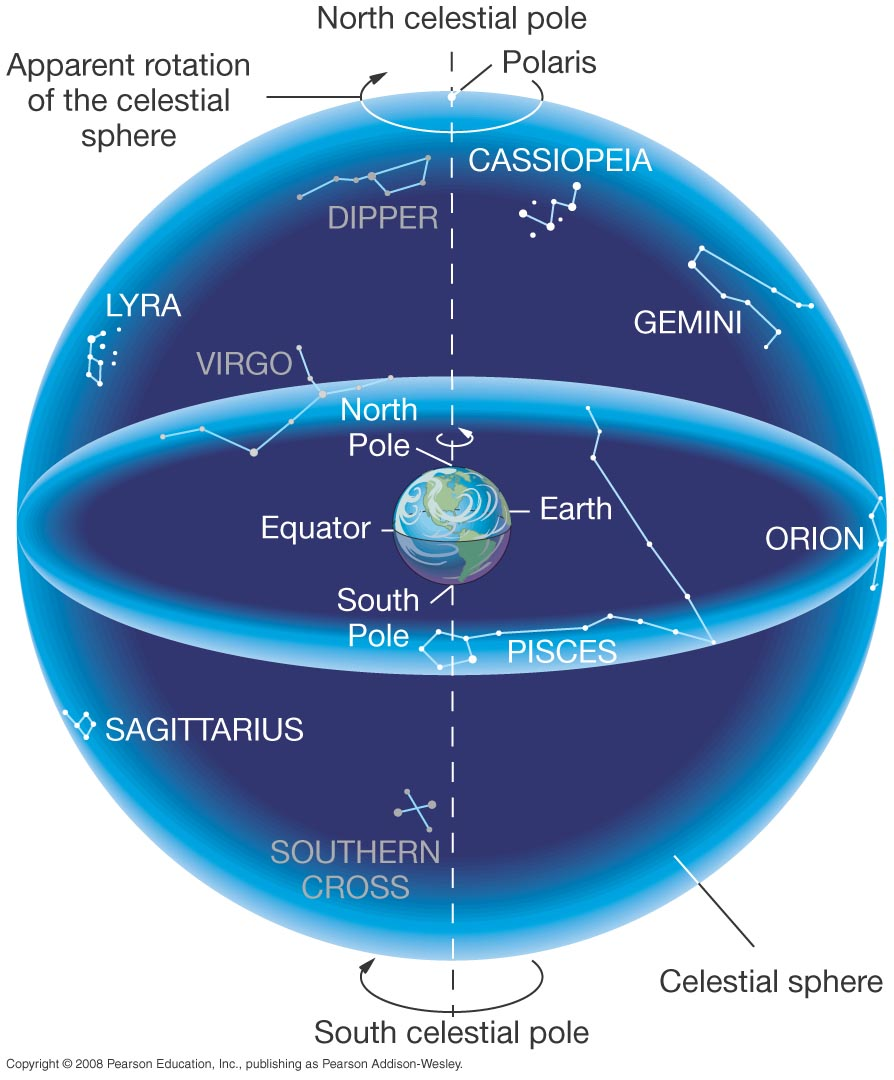 North celestial pole
Polaris
Apparent rotation
of the celestial
sphere
CASSIOPEIA
DIPPER
LYRA
GEMINI
VIRGO
North
Pole
Earth
Equator
ORION
South
Pole
PISCES
SAGITTARIUS
SOUTHERN
CROSS
Celestial sphere
South celestial pole
Copyright © 2008 Pearson Education, Inc., publishing as Pearson Addison-Wesley.